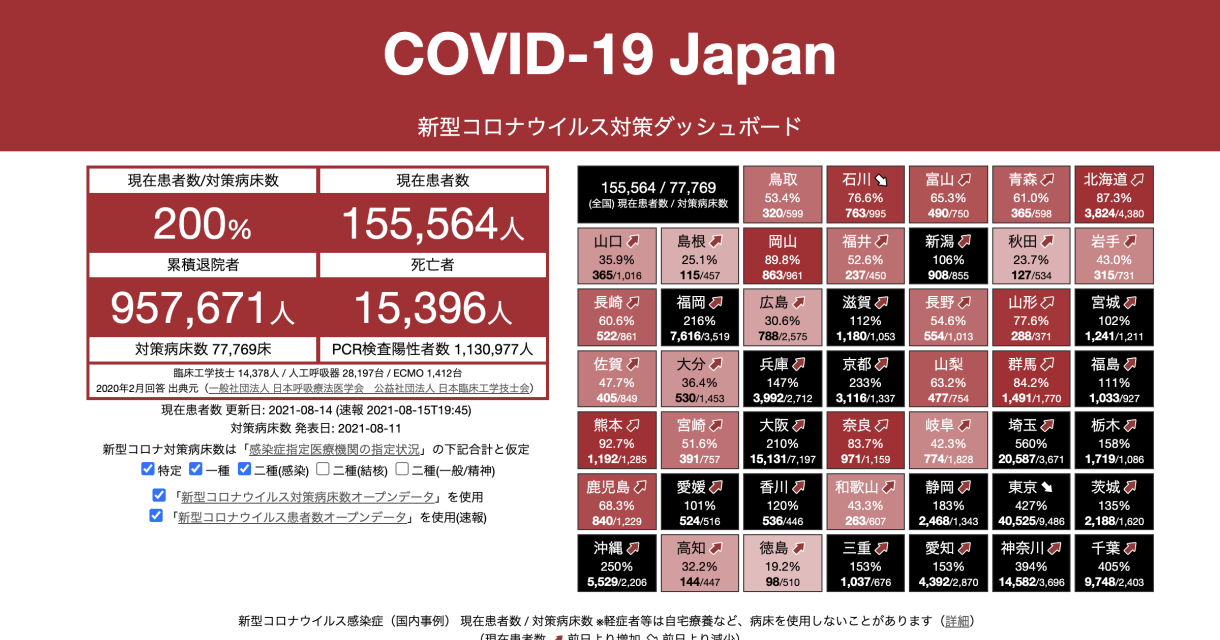 COVID-19 Japan
新型コロナウイルス対策ダッシュボード
現在患者数/対策病床数
現在患者数
200%
155,564人
累積退院者
死亡者
957,671人
15,396人
対策病床数 77,769床
PCR検査陽性者数 1,130,977人
臨床工学技士 14,378人 / 人工呼吸器 28,197台 / ECMO 1,412台
2020年2月回答 出典元（一般社団法人 日本呼吸療法医学会　公益社団法人 日本臨床工学技士会）
現在患者数 更新日: 2021-08-14 (速報 2021-08-15T19:45)
対策病床数 発表日: 2021-08-11
新型コロナ対策病床数は「感染症指定医療機関の指定状況」の下記合計と仮定
特定 一種 二種(感染) 二種(結核) 二種(一般/精神)
「新型コロナウイルス対策病床数オープンデータ」を使用
「新型コロナウイルス患者数オープンデータ」を使用(速報)
155,564 / 77,769
(全国) 現在患者数 / 対策病床数
鳥取
53.4%
320/599
石川
76.6%
763/995
富山
65.3%
490/750
青森
61.0%
365/598
北海道
87.3%
3,824/4,380
山口
35.9%
365/1,016
島根
25.1%
115/457
岡山
89.8%
863/961
福井
52.6%
237/450
新潟
106%
908/855
秋田
23.7%
127/534
岩手
43.0%
315/731
長崎
60.6%
522/861
福岡
216%
7,616/3,519
広島
30.6%
788/2,575
滋賀
112%
1,180/1,053
長野
54.6%
554/1,013
山形
77.6%
288/371
宮城
102%
1,241/1,211
佐賀
47.7%
405/849
大分
36.4%
530/1,453
兵庫
147%
3,992/2,712
京都
233%
3,116/1,337
山梨
63.2%
477/754
群馬
84.2%
1,491/1,770
福島
111%
1,033/927
熊本
92.7%
1,192/1,285
宮崎
51.6%
391/757
大阪
210%
15,131/7,197
奈良
83.7%
971/1,159
岐阜
42.3%
774/1,828
埼玉
560%
20,587/3,671
栃木
158%
1,719/1,086
鹿児島
68.3%
840/1,229
愛媛
101%
524/516
香川
120%
536/446
和歌山
43.3%
263/607
静岡
183%
2,468/1,343
東京
427%
40,525/9,486
茨城
135%
2,188/1,620
沖縄
250%
5,529/2,206
高知
32.2%
144/447
徳島
19.2%
98/510
三重
153%
1,037/676
愛知
153%
4,392/2,870
神奈川
394%
14,582/3,696
千葉
405%
9,748/2,403
新型コロナウイルス感染症（国内事例） 現在患者数 / 対策病床数 ※軽症者等は自宅療養など、病床を使用しないことがあります（詳細）
（現在患者数 前日より増加 前日より減少）